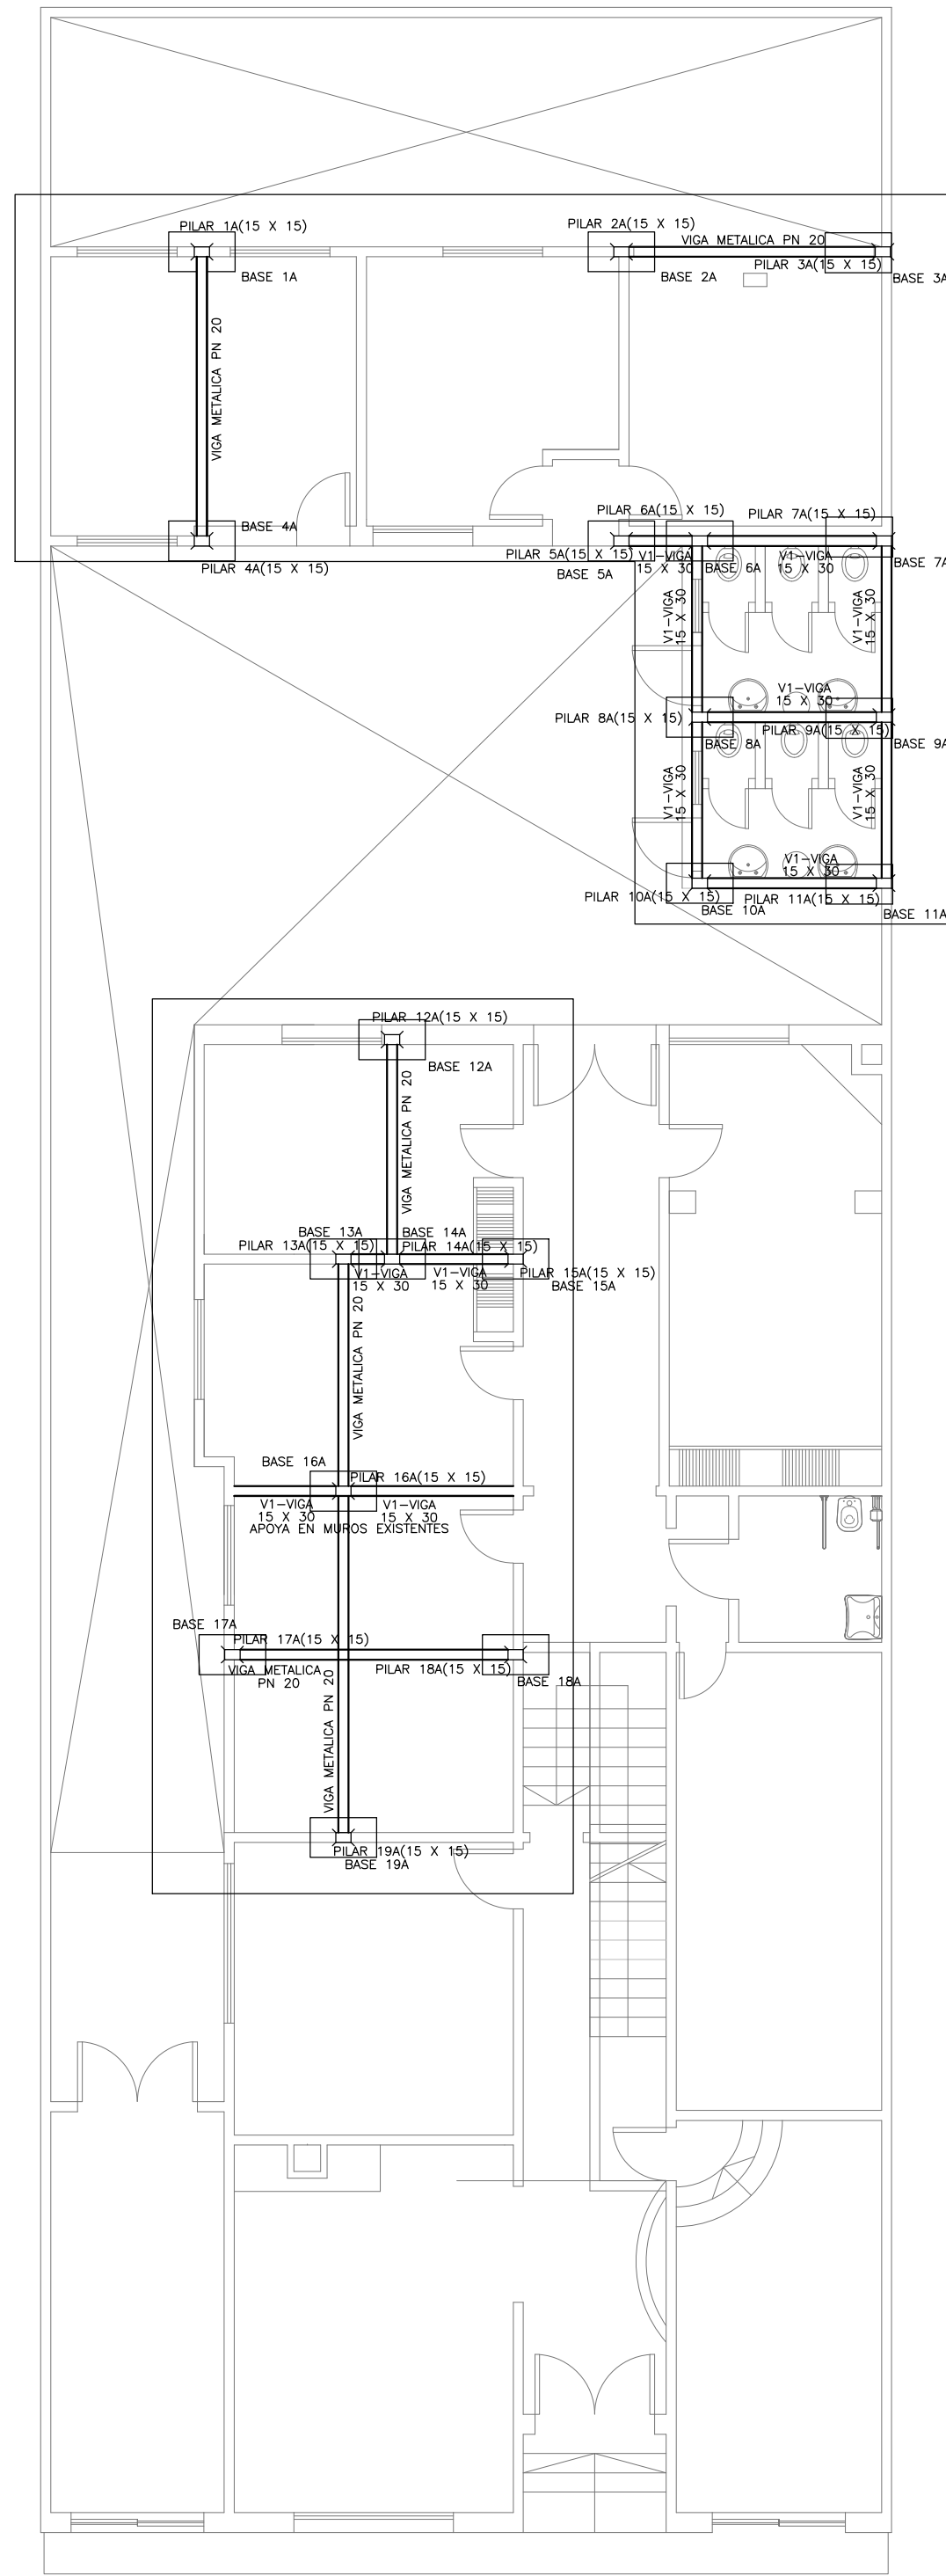 PILAR 1A(15 X 15)
PILAR 2A(15 X 15)
VIGA METALICA PN 20
PILAR 3A(15 X 15)
BASE 1A
BASE 2A
BASE 3A
VIGA METALICA PN 20
BASE 4A
PILAR 4A(15 X 15)
PILAR 6A(15 X 15)
PILAR 7A(15 X 15)
PILAR 5A(15 X 15)
BASE 5A
V1-VIGA
15 X 30
BASE 6A
V1-VIGA
15 X 30
BASE 7A
V1-VIGA
15 X 30
V1-VIGA
15 X 30
V1-VIGA
15 X 30
PILAR 8A(15 X 15)
PILAR 9A(15 X 15)
BASE 8A
BASE 9A
V1-VIGA
15 X 30
V1-VIGA
15 X 30
V1-VIGA
15 X 30
PILAR 10A(15 X 15)
PILAR 11A(15 X 15)
BASE 10A
BASE 11A
PILAR 12A(15 X 15)
BASE 12A
VIGA METALICA PN 20
BASE 13A
BASE 14A
PILAR 13A(15 X 15)
PILAR 14A(15 X 15)
V1-VIGA
15 X 30
V1-VIGA
15 X 30
PILAR 15A(15 X 15)
BASE 15A
VIGA METALICA PN 20
BASE 16A
PILAR 16A(15 X 15)
V1-VIGA
15 X 30
V1-VIGA
15 X 30
APOYA EN MUROS EXISTENTES
BASE 17A
PILAR 17A(15 X 15)
VIGA METALICA
PN 20
PILAR 18A(15 X 15)
BASE 18A
VIGA METALICA PN 20
PILAR 19A(15 X 15)
BASE 19A